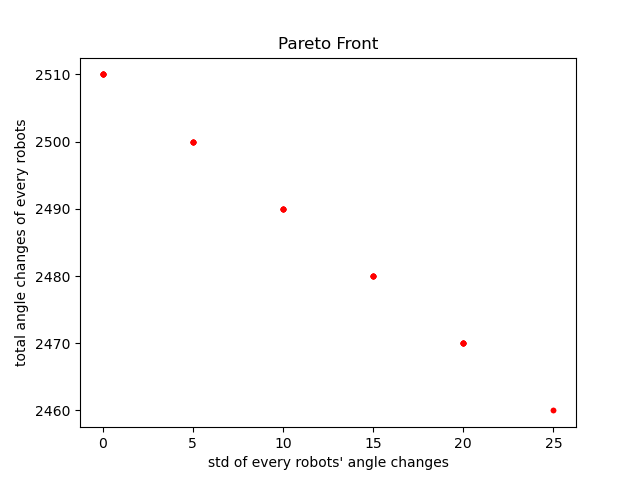 Pareto Front
total angle changes of every robots
2510
2500
2490
2480
2470
2460
0 5 10 15 20 25
std of every robots' angle changes